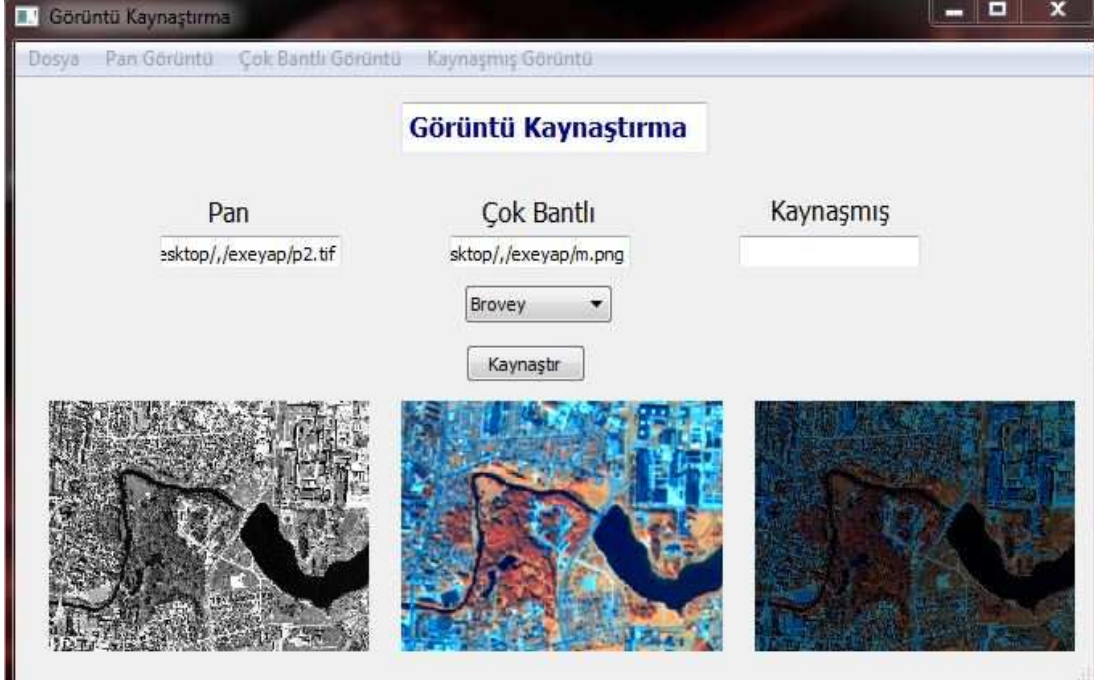 Görüntü Kaynaştırma
Dosya Pan Görüntü Çok Bantlı Görüntü Kaynaşmış Görüntü
Görüntü Kaynaştırma
Pan Çok Bantlı Kaynaşmış
esktop/,/exeyap/p2.tif sktop/,/exeyap/m.png
Brovey
Kaynaştır